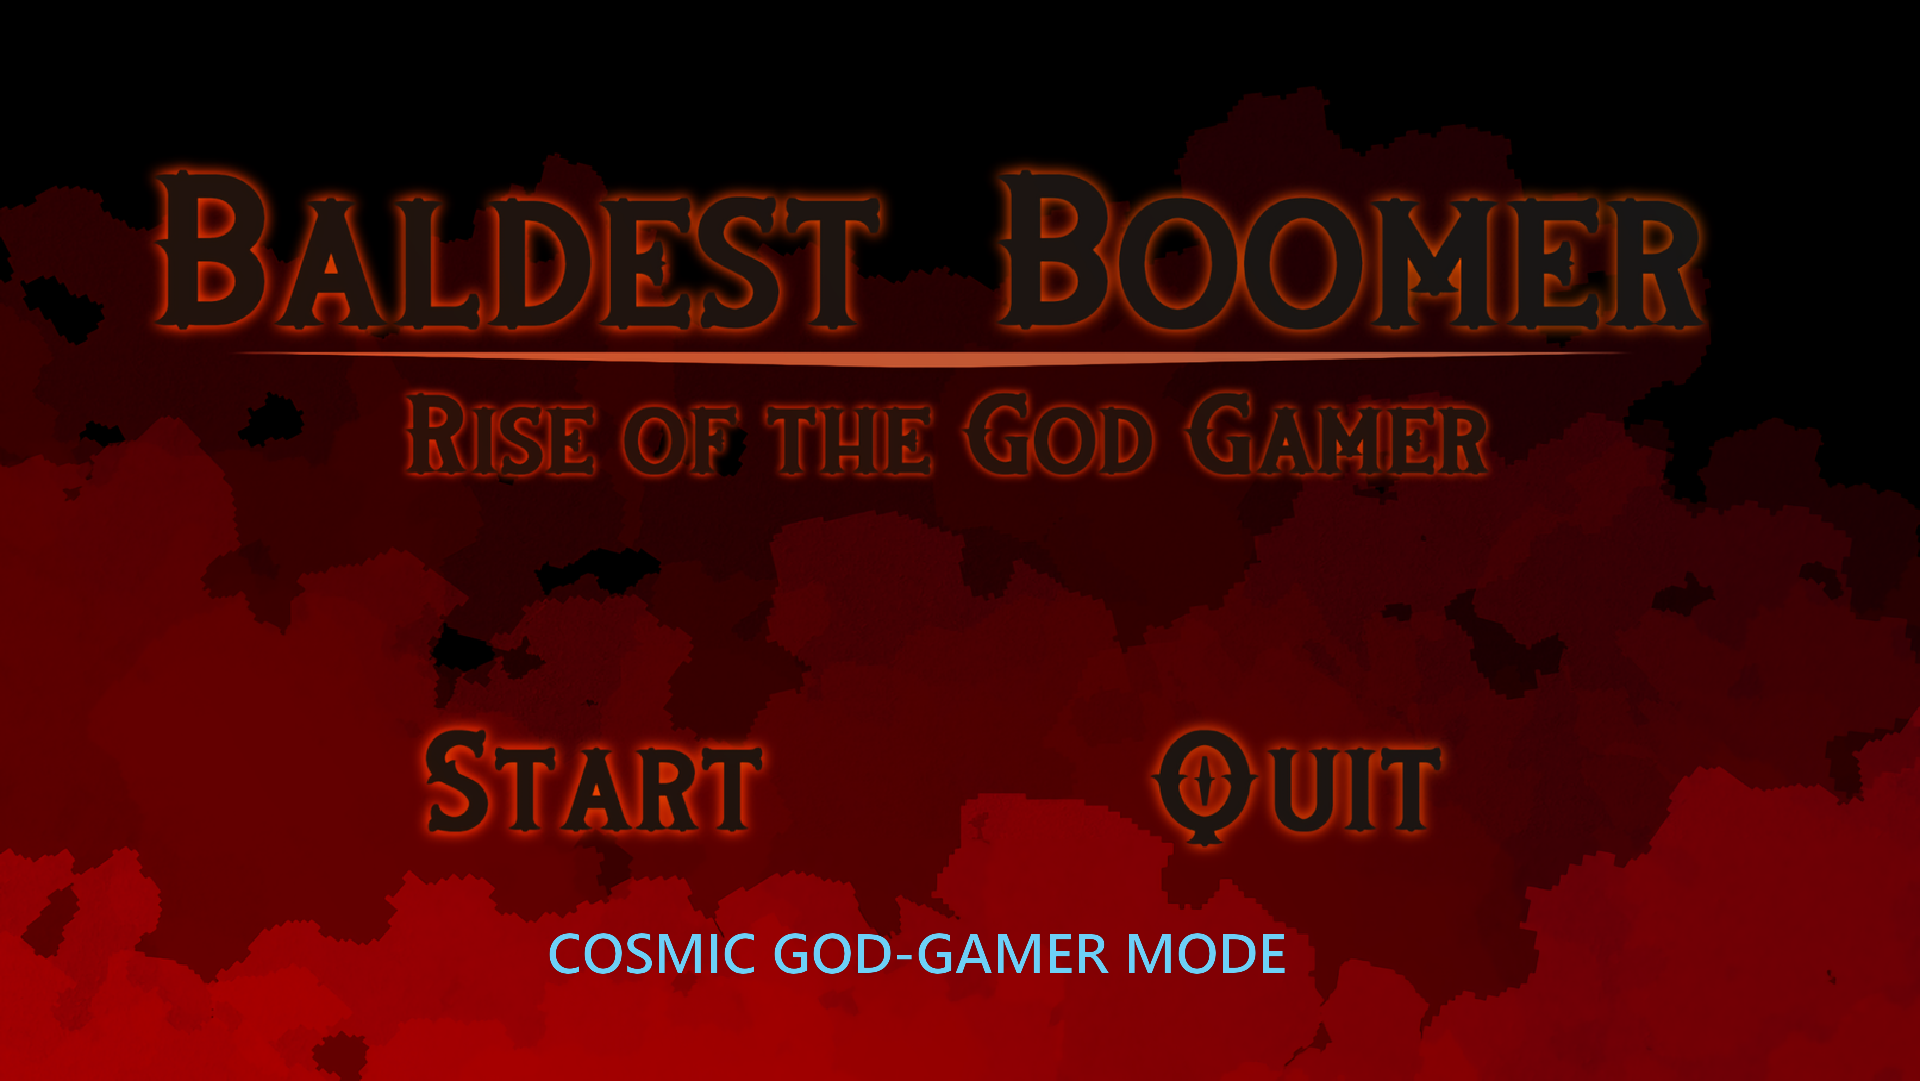 Baldest Boomer
Rise of the God Gamer
Start Quit
COSMIC GOD-GAMER MODE